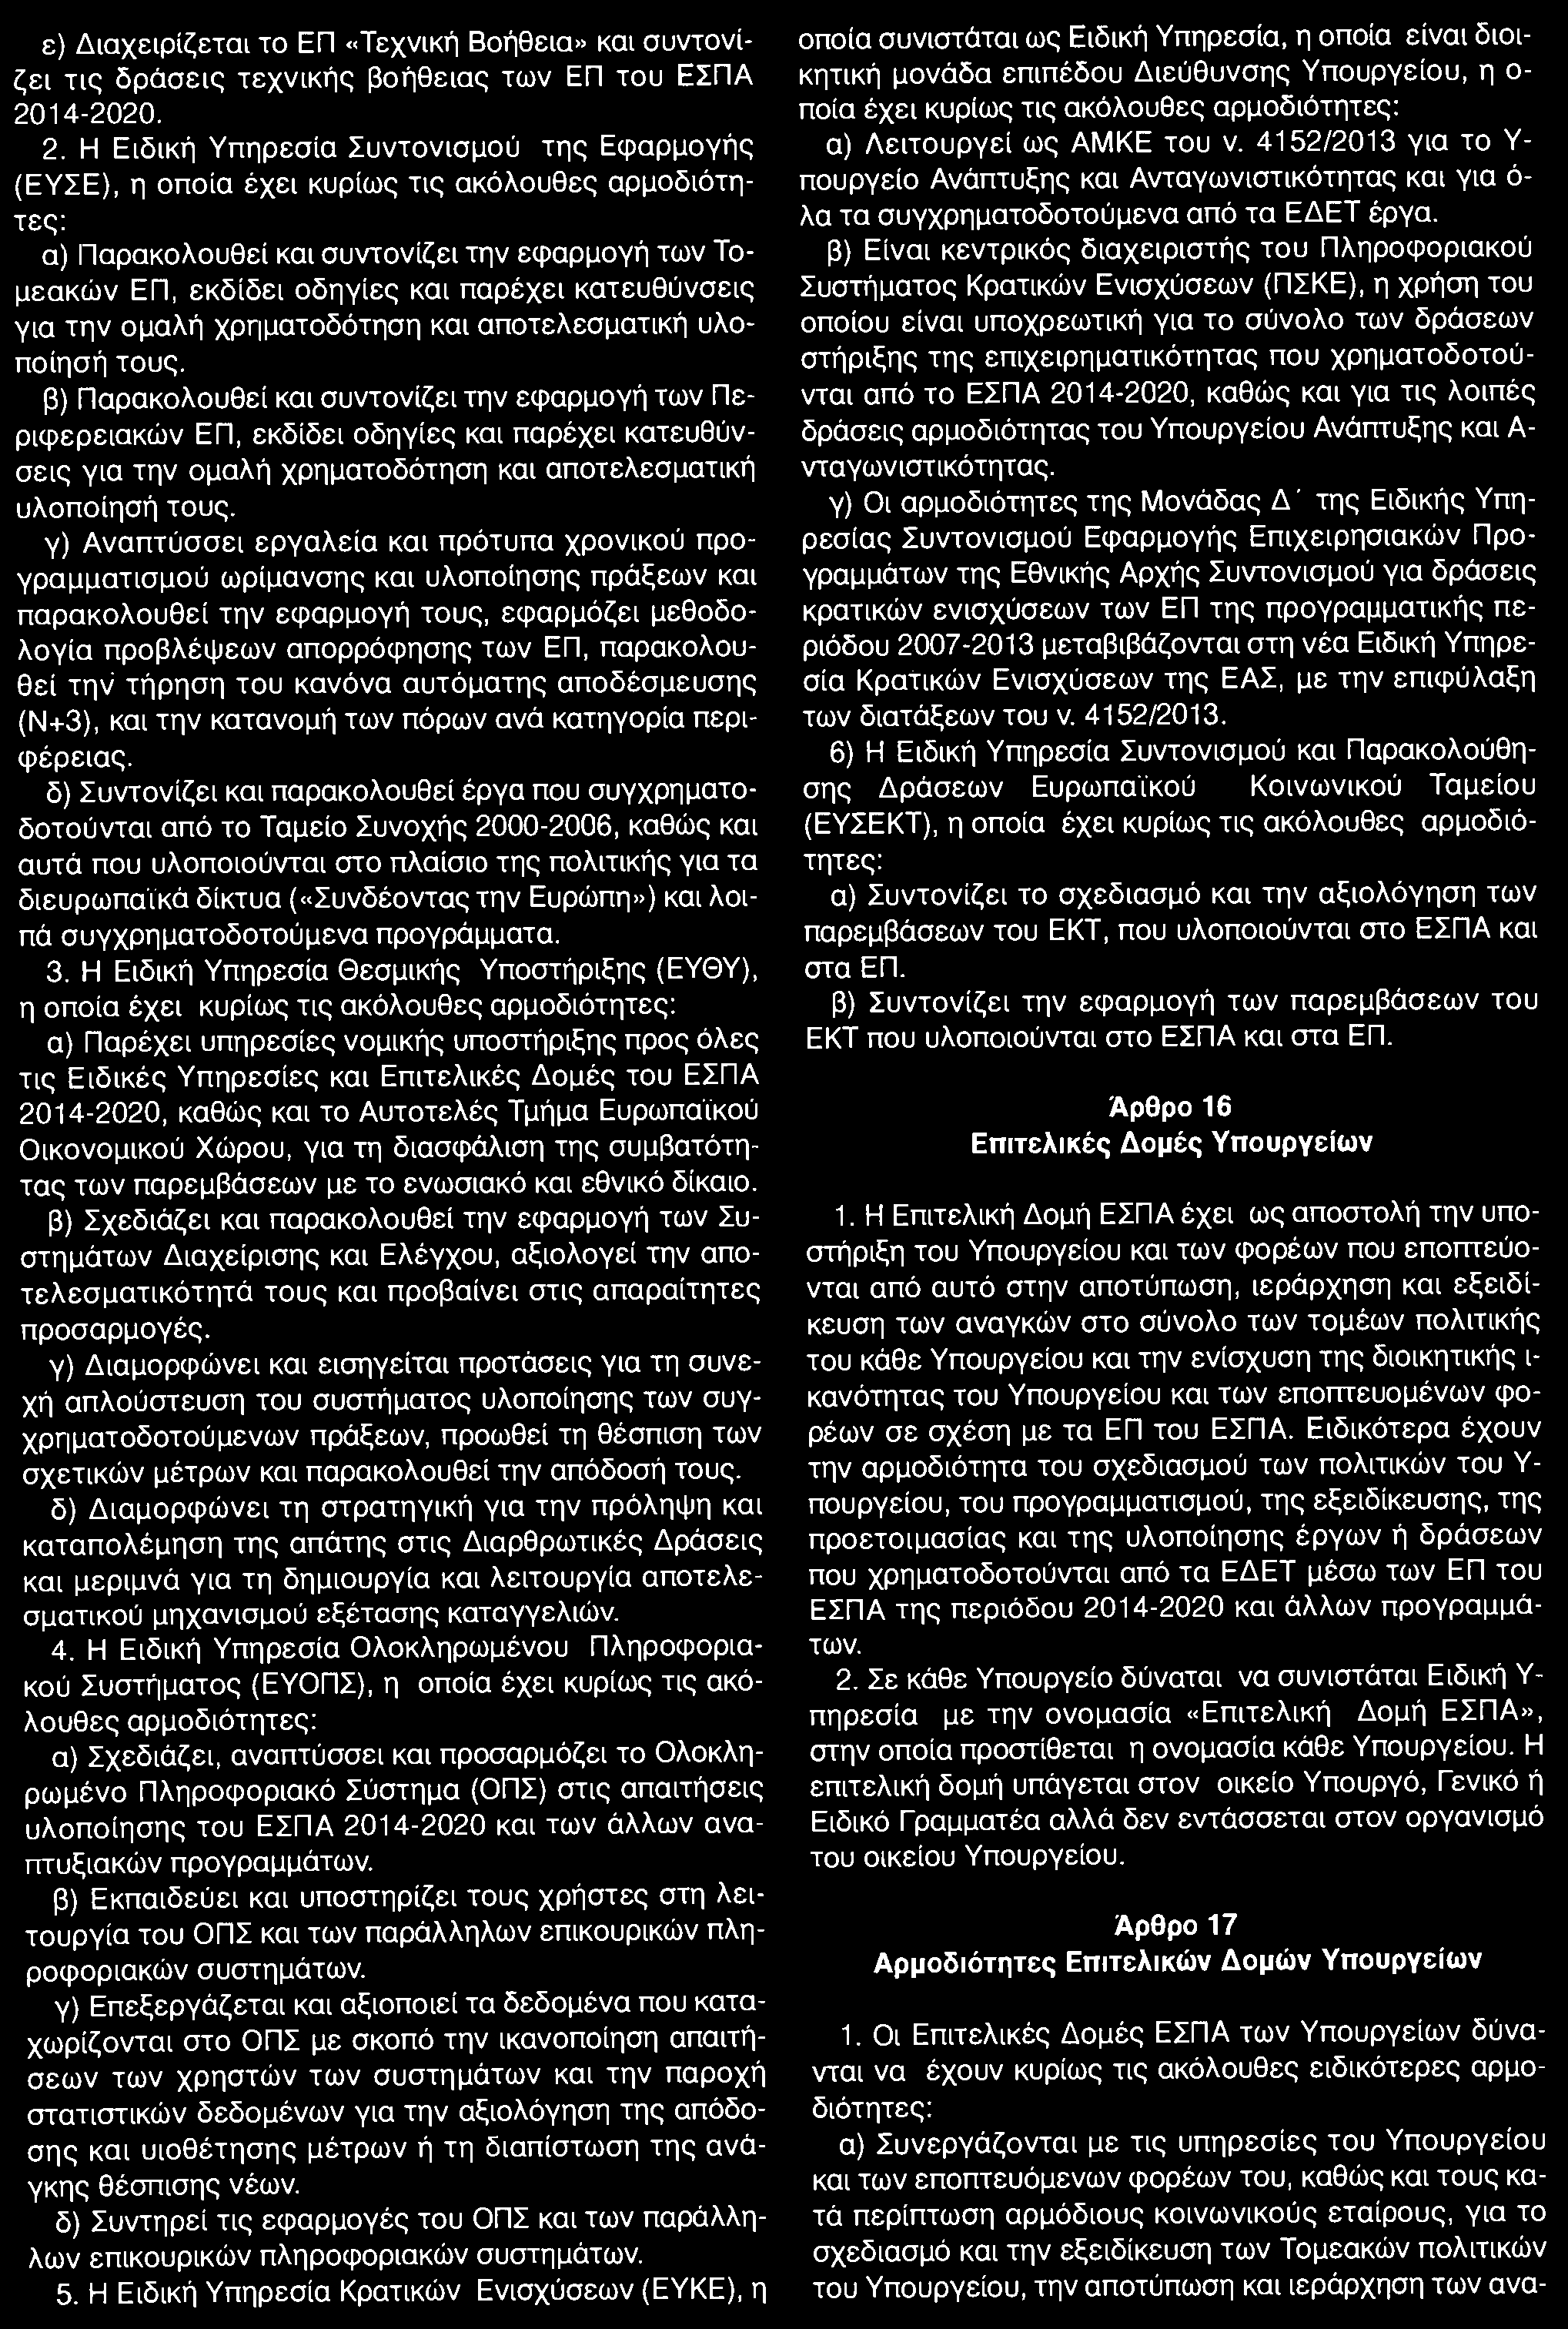 ε) Διαχειρίζεται το ΕΠ «Τεχνική Βοήθεια» και συντονί-
ζει τις δράσεις τεχνικής βοήθειας των ΕΠ του ΕΣΠΑ
2014-2020.
2. Η Ειδική Υπηρεσία Συντονισμού της Εφαρμογής
(ΕΥΣΕ), η οποία έχει κυρίως τις ακόλουθες αρμοδιότη-
τες:
α) Παρακολουθεί και συντονίζει την εφαρμογή των Το-
μεακών ΕΠ, εκδίδει οδηγίες και παρέχει κατευθύνσεις
για την ομαλή χρηματοδότηση και αποτελεσματική υλο-
ποίησή τους.
β) Παρακολουθεί και συντονίζει την εφαρμογή των Πε-
ριφερειακών ΕΠ, εκδίδει οδηγίες και παρέχει κατευθύν-
σεις για την ομαλή χρηματοδότηση και αποτελεσματική
υλοποίησή τους.
γ) Αναπτύσσει εργαλεία και πρότυπα χρονικού προ-
γραμματισμού ωρίμανσης και υλοποίησης πράξεων και
παρακολουθεί την εφαρμογή τους, εφαρμόζει μεθοδο-
λογία προβλέψεων απορρόφησης των ΕΠ, παρακολου-
θεί την τήρηση του κανόνα αυτόματης αποδέσμευσης
(Ν+3), και την κατανομή των πόρων ανά κατηγορία περι-
φέρειας.
δ) Συντονίζει και παρακολουθεί έργα που συγχρηματο-
δοτούνται από το Ταμείο Συνοχής 2000-2006, καθώς και
αυτά που υλοποιούνται στο πλαίσιο της πολιτικής για τα
διευρωπαϊκά δίκτυα («Συνδέοντας την Ευρώπη») και λοι-
πά συγχρηματοδοτούμενα προγράμματα.
3. Η Ειδική Υπηρεσία Θεσμικής Υποστήριξης (ΕΥΘΥ),
η οποία έχει κυρίως τις ακόλουθες αρμοδιότητες:
α) Παρέχει υπηρεσίες νομικής υποστήριξης προς όλες
τις Ειδικές Υπηρεσίες και Επιτελικές Δομές του ΕΣΠΑ
2014-2020, καθώς και το Αυτοτελές Τμήμα Ευρωπαϊκού
Οικονομικού Χώρου, για τη διασφάλιση της συμβατότη-
τας των παρεμβάσεων με το ενωσιακό και εθνικό δίκαιο.
β) Σχεδιάζει και παρακολουθεί την εφαρμογή των Συ-
στημάτων Διαχείρισης και Ελέγχου, αξιολογεί την απο-
τελεσματικότητά τους και προβαίνει στις απαραίτητες
προσαρμογές.
γ) Διαμορφώνει και εισηγείται προτάσεις για τη συνε-
χή απλούστευση του συστήματος υλοποίησης των συγ-
χρηματοδοτούμενων πράξεων, προωθεί τη θέσπιση των
σχετικών μέτρων και παρακολουθεί την απόδοσή τους.
δ) Διαμορφώνει τη στρατηγική για την πρόληψη και
καταπολέμηση της απάτης στις Διαρθρωτικές Δράσεις
και μεριμνά για τη δημιουργία και λειτουργία αποτελε-
σματικού μηχανισμού εξέτασης καταγγελιών.
4. Η Ειδική Υπηρεσία Ολοκληρωμένου Πληροφορια-
κού Συστήματος (ΕΥΟΠΣ), η οποία έχει κυρίως τις ακό-
λουθες αρμοδιότητες:
α) Σχεδιάζει, αναπτύσσει και προσαρμόζει το Ολοκλη-
ρωμένο Πληροφοριακό Σύστημα (ΟΠΣ) στις απαιτήσεις
υλοποίησης του ΕΣΠΑ 2014-2020 και των άλλων ανα-
πτυξιακών προγραμμάτων.
β) Εκπαιδεύει και υποστηρίζει τους χρήστες στη λει-
τουργία του ΟΠΣ και των παράλληλων επικουρικών πλη-
ροφοριακών συστημάτων.
γ) Επεξεργάζεται και αξιοποιεί τα δεδομένα που κατα-
χωρίζονται στο ΟΠΣ με σκοπό την ικανοποίηση απαιτή-
σεων των χρηστών των συστημάτων και την παροχή
στατιστικών δεδομένων για την αξιολόγηση της απόδο-
σης και υιοθέτησης μέτρων ή τη διαπίστωση της ανά-
γκης θέσπισης νέων.
δ) Συντηρεί τις εφαρμογές του ΟΠΣ και των παράλλη-
λων επικουρικών πληροφοριακών συστημάτων.
5. Η Ειδική Υπηρεσία Κρατικών Ενισχύσεων (ΕΥΚΕ), η
οποία συνιστάται ως Ειδική Υπηρεσία, η οποία είναι διοι-
κητική μονάδα επιπέδου Διεύθυνσης Υπουργείου, η ο-
ποία έχει κυρίως τις ακόλουθες αρμοδιότητες:
α) Λειτουργεί ως ΑΜΚΕ του ν. 4152/2013 για το Υ-
πουργείο Ανάπτυξης και Ανταγωνιστικότητας και για ό-
λα τα συγχρηματοδοτούμενα από τα ΕΔΕΤ έργα.
β) Είναι κεντρικός διαχειριστής του Πληροφοριακού
Συστήματος Κρατικών Ενισχύσεων (ΠΣΚΕ), η χρήση του
οποίου είναι υποχρεωτική για το σύνολο των δράσεων
στήριξης της επιχειρηματικότητας που χρηματοδοτού-
νται από το ΕΣΠΑ 2014-2020, καθώς και για τις λοιπές
δράσεις αρμοδιότητας του Υπουργείου Ανάπτυξης και Α-
νταγωνιστικότητας.
γ) Οι αρμοδιότητες της Μονάδας Δ΄ της Ειδικής Υπη-
ρεσίας Συντονισμού Εφαρμογής Επιχειρησιακών Προ-
γραμμάτων της Εθνικής Αρχής Συντονισμού για δράσεις
κρατικών ενισχύσεων των ΕΠ της προγραμματικής πε-
ριόδου 2007-2013 μεταβιβάζονται στη νέα Ειδική Υπηρε-
σία Κρατικών Ενισχύσεων της ΕΑΣ, με την επιφύλαξη
των διατάξεων του ν. 4152/2013.
6) Η Ειδική Υπηρεσία Συντονισμού και Παρακολούθη-
σης Δράσεων Ευρωπαϊκού Κοινωνικού Ταμείου
(ΕΥΣΕΚΤ), η οποία έχει κυρίως τις ακόλουθες αρμοδιό-
τητες:
α) Συντονίζει το σχεδιασμό και την αξιολόγηση των
παρεμβάσεων του ΕΚΤ, που υλοποιούνται στο ΕΣΠΑ και
στα ΕΠ.
β) Συντονίζει την εφαρμογή των παρεμβάσεων του
ΕΚΤ που υλοποιούνται στο ΕΣΠΑ και στα ΕΠ.
Άρθρο 16
Επιτελικές Δομές Υπουργείων
1. Η Επιτελική Δομή ΕΣΠΑ έχει ως αποστολή την υπο-
στήριξη του Υπουργείου και των φορέων που εποπτεύο-
νται από αυτό στην αποτύπωση, ιεράρχηση και εξειδί-
κευση των αναγκών στο σύνολο των τομέων πολιτικής
του κάθε Υπουργείου και την ενίσχυση της διοικητικής ι-
κανότητας του Υπουργείου και των εποπτευομένων φο-
ρέων σε σχέση με τα ΕΠ του ΕΣΠΑ. Ειδικότερα έχουν
την αρμοδιότητα του σχεδιασμού των πολιτικών του Υ-
πουργείου, του προγραμματισμού, της εξειδίκευσης, της
προετοιμασίας και της υλοποίησης έργων ή δράσεων
που χρηματοδοτούνται από τα ΕΔΕΤ μέσω των ΕΠ του
ΕΣΠΑ της περιόδου 2014-2020 και άλλων προγραμμά-
των.
2. Σε κάθε Υπουργείο δύναται να συνιστάται Ειδική Υ-
πηρεσία με την ονομασία «Επιτελική Δομή ΕΣΠΑ»,
στην οποία προστίθεται η ονομασία κάθε Υπουργείου. Η
επιτελική δομή υπάγεται στον οικείο Υπουργό, Γενικό ή
Ειδικό Γραμματέα αλλά δεν εντάσσεται στον οργανισμό
του οικείου Υπουργείου.
Άρθρο 17
Αρμοδιότητες Επιτελικών Δομών Υπουργείων
1. Οι Επιτελικές Δομές ΕΣΠΑ των Υπουργείων δύνα-
νται να έχουν κυρίως τις ακόλουθες ειδικότερες αρμο-
διότητες:
α) Συνεργάζονται με τις υπηρεσίες του Υπουργείου
και των εποπτευόμενων φορέων του, καθώς και τους κα-
τά περίπτωση αρμόδιους κοινωνικούς εταίρους, για το
σχεδιασμό και την εξειδίκευση των Τομεακών πολιτικών
του Υπουργείου, την αποτύπωση και ιεράρχηση των ανα-